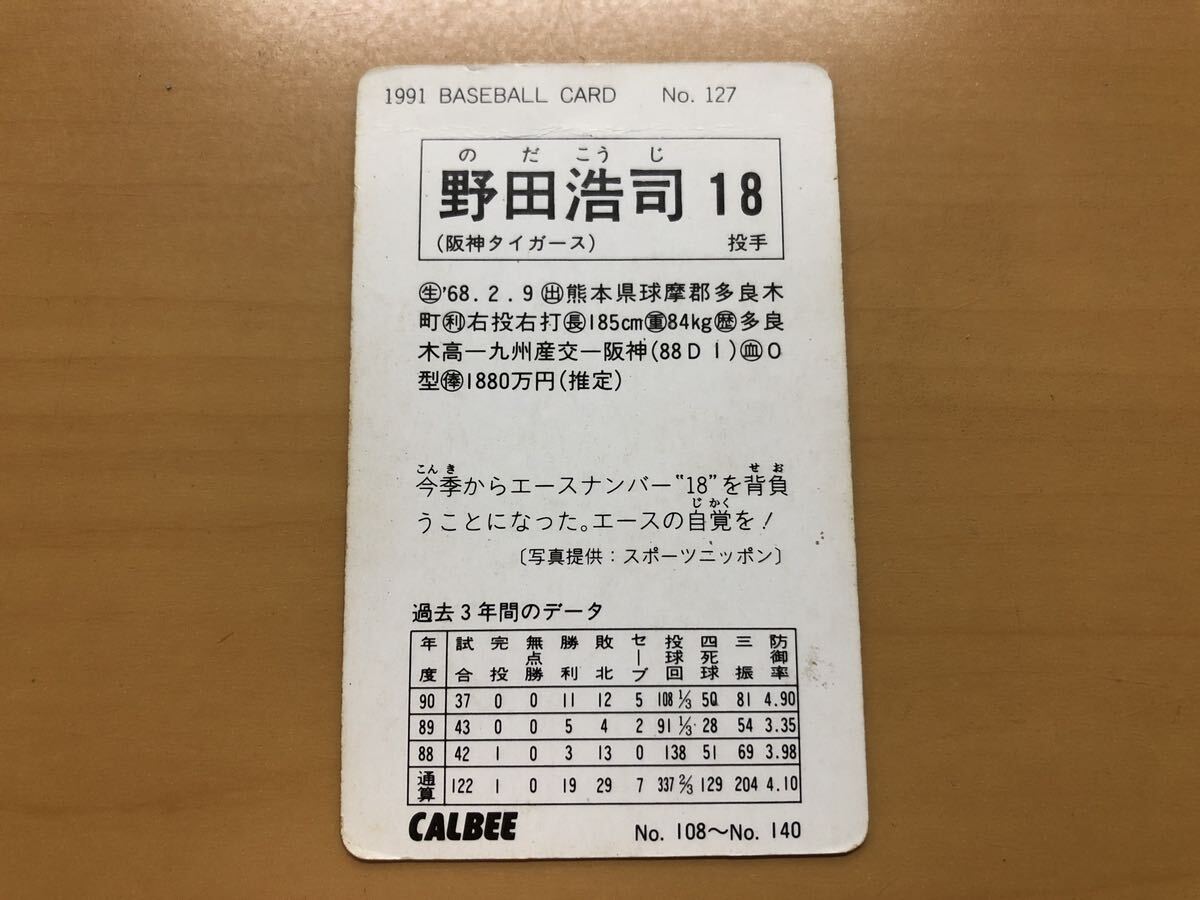 1991 BASEBALL CARD No. 127
のだこうじ
野田浩司 18
(阪神タイガース) 投手
㊤'68.2.9㊦熊本県球摩郡多良木
町㊒右投右打㊔185cm㊕84kg㊖多良
木高ー九州産交ー阪神(88D1)㊗O
型㊘1880万円(推定)
こんき せお
今季からエースナンバー“18”を背負
じかく
うことになった。エースの自覚を!
〔写真提供:スポーツニッポン〕
過去3年間のデータ
年度 試合 完投 無点勝 勝利 敗北 セーブ 投球回 四死球 三振 防御率
90 37 0 0 11 12 5 108 1/3 50 81 4.90
89 43 0 0 5 4 2 91 1/3 28 54 3.35
88 42 1 0 3 13 0 138 51 69 3.98
通算 122 1 0 19 29 7 337 2/3 129 204 4.10
CALBEE No. 108〜No. 140